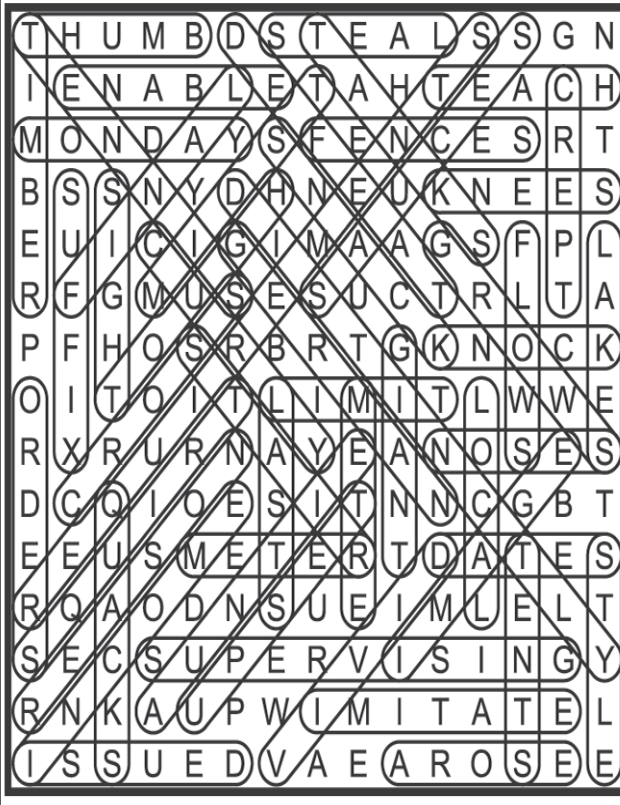 T H U M B D S T E A L S S G N
I E N A B L E T A H T E A C H
M O N D A Y S F E N C E S R T
B S S N Y D H N E U K N E E S
E U I C I G I M A A G S F P L
R F G M U S E S U C T R L T A
P F H O S R B R T G K N O C K
O I T O I T L I M I T L W W E
R X R U R N A Y E A N O S E S
D C Q I O E S I T N N C G B T
E E U S M E T E R T D A T E S
R Q A O D N S U E I M L E L T
S E C S U P E R V I S I N G Y
R N K A U P W I M I T A T E L
I S S U E D V A E A R O S E E